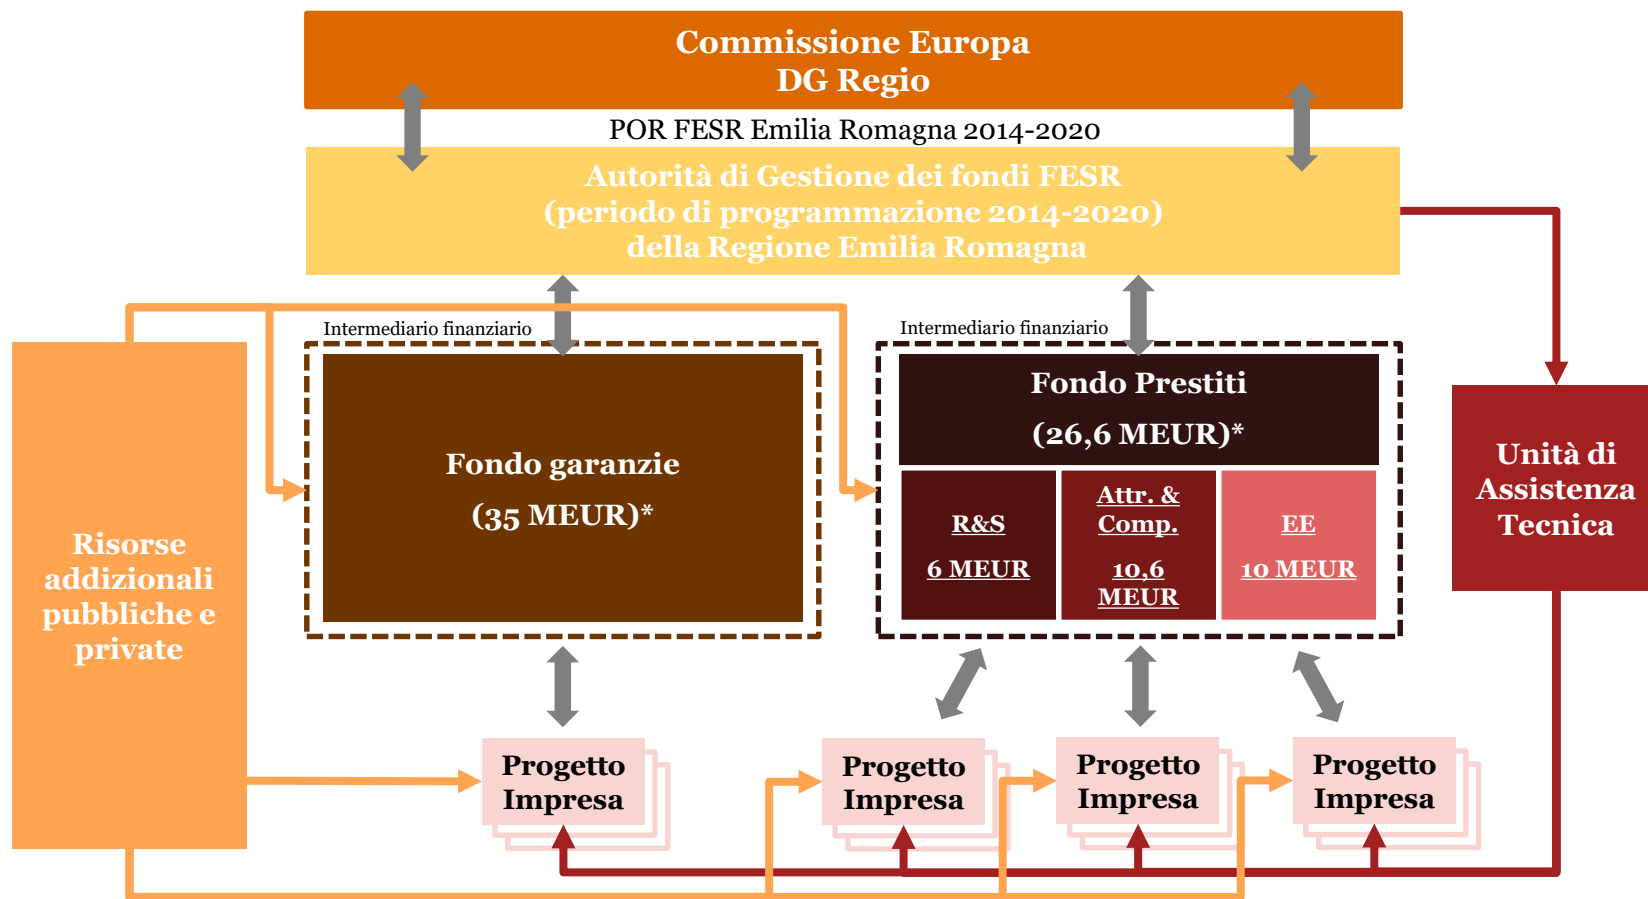 Commissione Europa
DG Regio
POR FESR Emilia Romagna 2014-2020
Autorità di Gestione dei fondi FESR
(periodo di programmazione 2014-2020)
della Regione Emilia Romagna
Intermediario finanziario
Intermediario finanziario
Fondo garanzie
(35 MEUR)*
Fondo Prestiti
(26,6 MEUR)*
R&S
6 MEUR
Attr. &
Comp.
10,6
MEUR
EE
10 MEUR
Unità di
Assistenza
Tecnica
Risorse
addizionali
pubbliche e
private
Progetto
Impresa
Progetto
Impresa
Progetto
Impresa
Progetto
Impresa